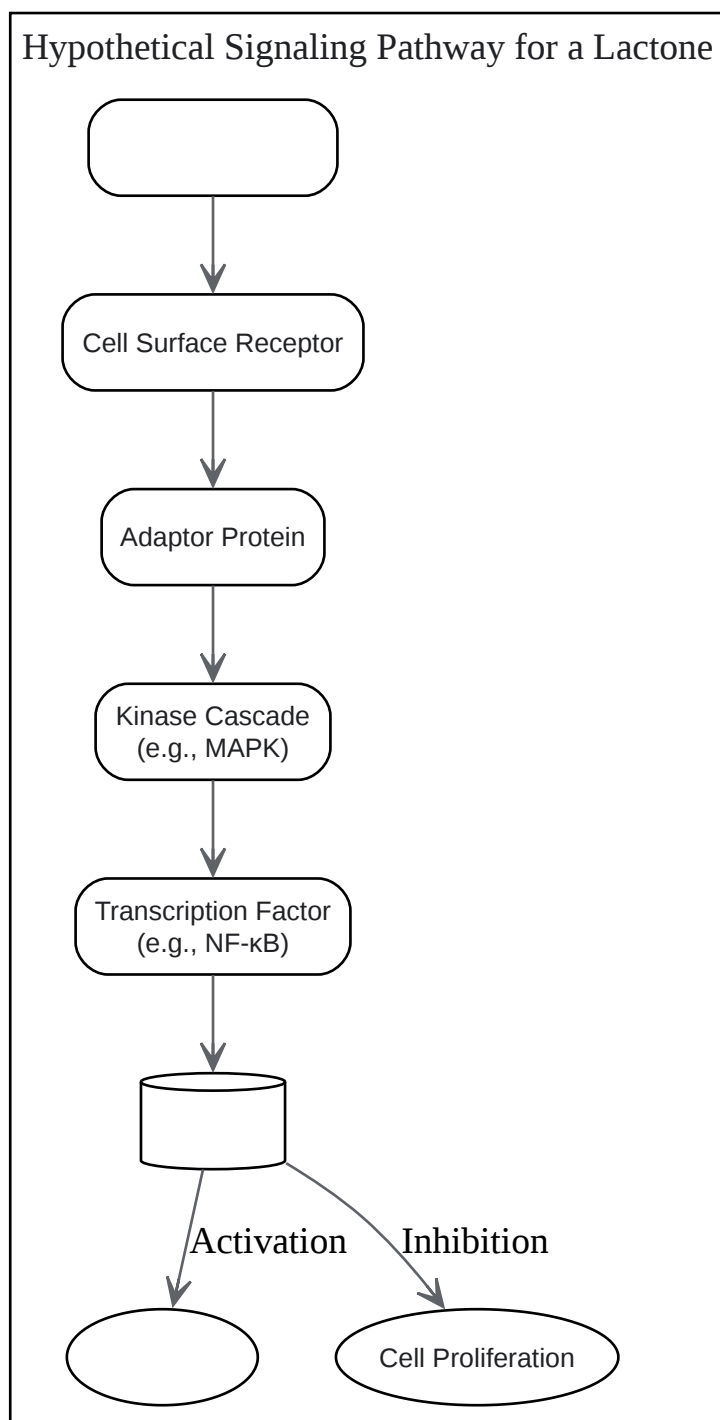 Hypothetical Signaling Pathway for a Lactone
Cell Surface Receptor
Adaptor Protein
Kinase Cascade
(e.g., MAPK)
Transcription Factor
(e.g., NF-κB)
Activation
Inhibition
Cell Proliferation